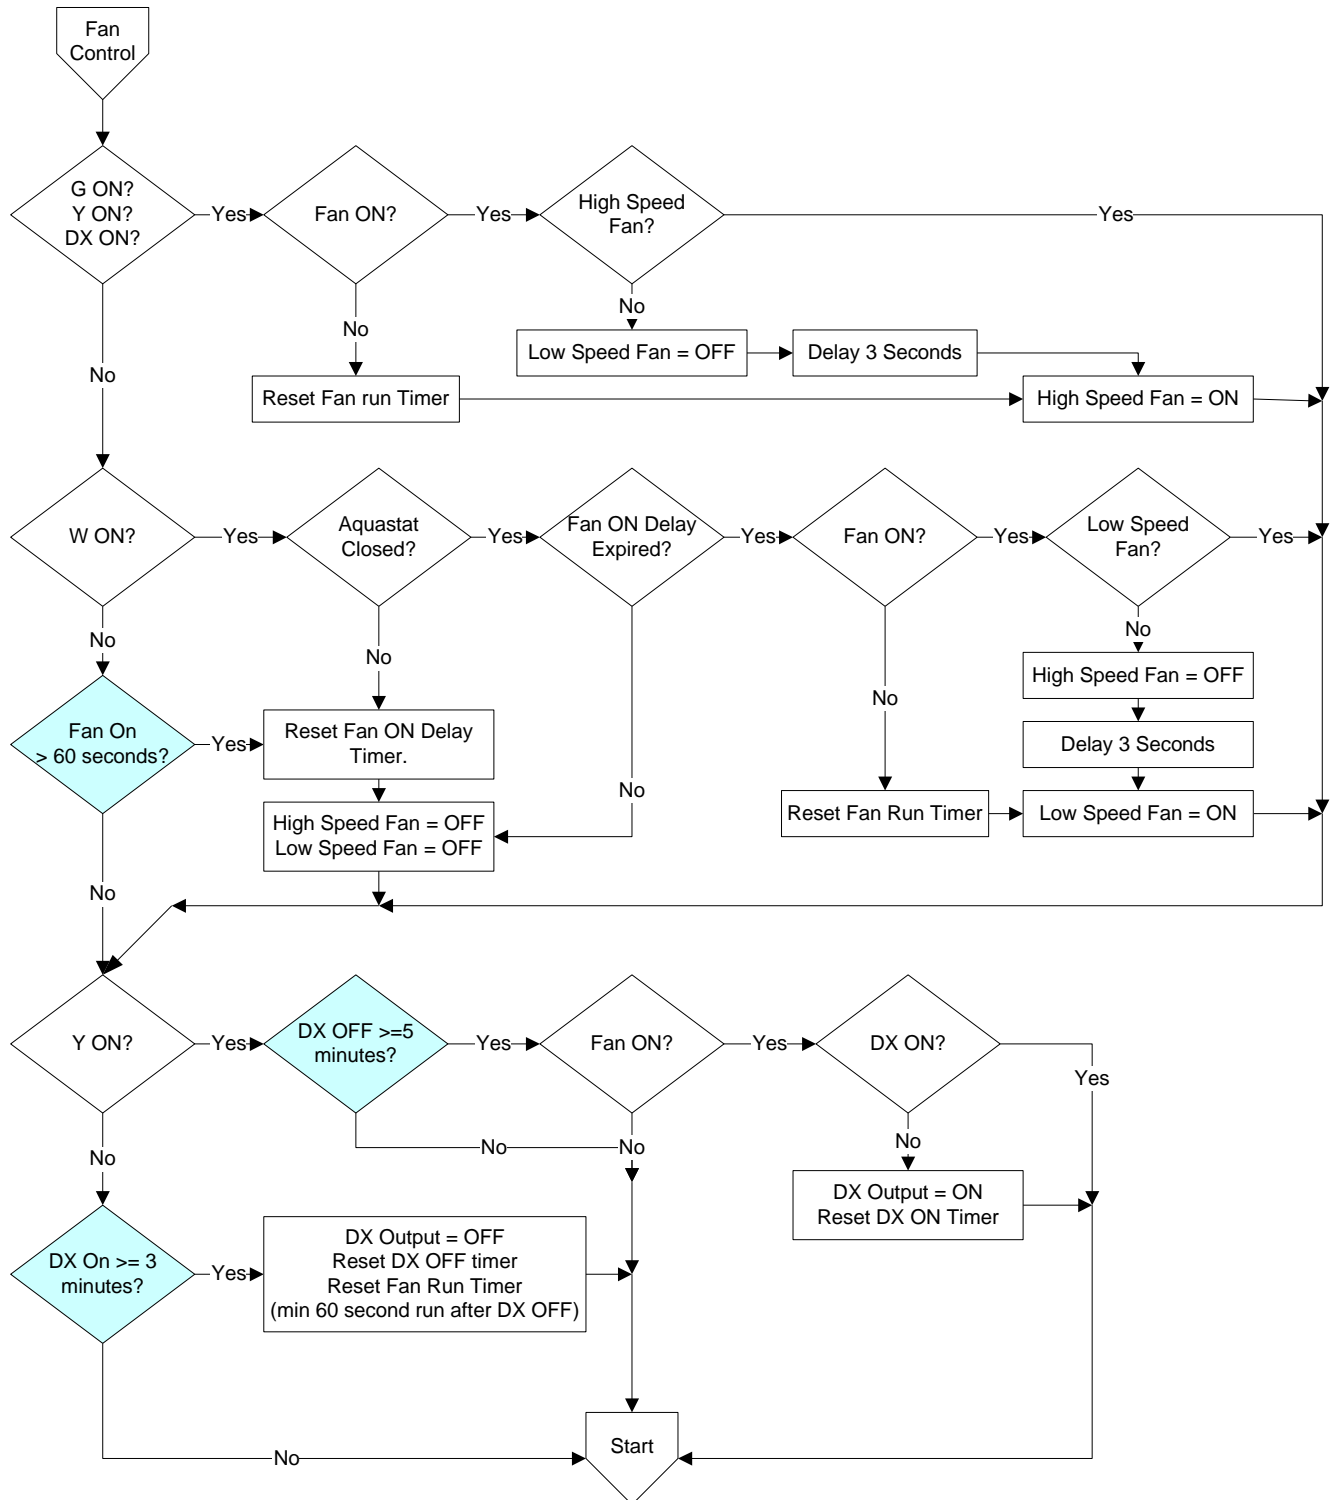 Fan
Control
G ON?
Y ON?
DX ON?
Yes
Fan ON?
Yes
High Speed
Fan?
Yes
No
No
No
Low Speed Fan = OFF
Delay 3 Seconds
Reset Fan run Timer
High Speed Fan = ON
W ON?
Yes
Aquastat
Closed?
Yes
Fan ON Delay
Expired?
Yes
Fan ON?
Yes
Low Speed
Fan?
Yes
No
No
No
No
No
High Speed Fan = OFF
Fan On
> 60 seconds?
Yes
Reset Fan ON Delay
Timer.
Delay 3 Seconds
High Speed Fan = OFF
Low Speed Fan = OFF
Reset Fan Run Timer
Low Speed Fan = ON
No
Y ON?
Yes
DX OFF >=5
minutes?
Yes
Fan ON?
Yes
DX ON?
Yes
No
No
No
No
DX Output = ON
Reset DX ON Timer
DX On >= 3
minutes?
Yes
DX Output = OFF
Reset DX OFF timer
Reset Fan Run Timer
(min 60 second run after DX OFF)
No
Start